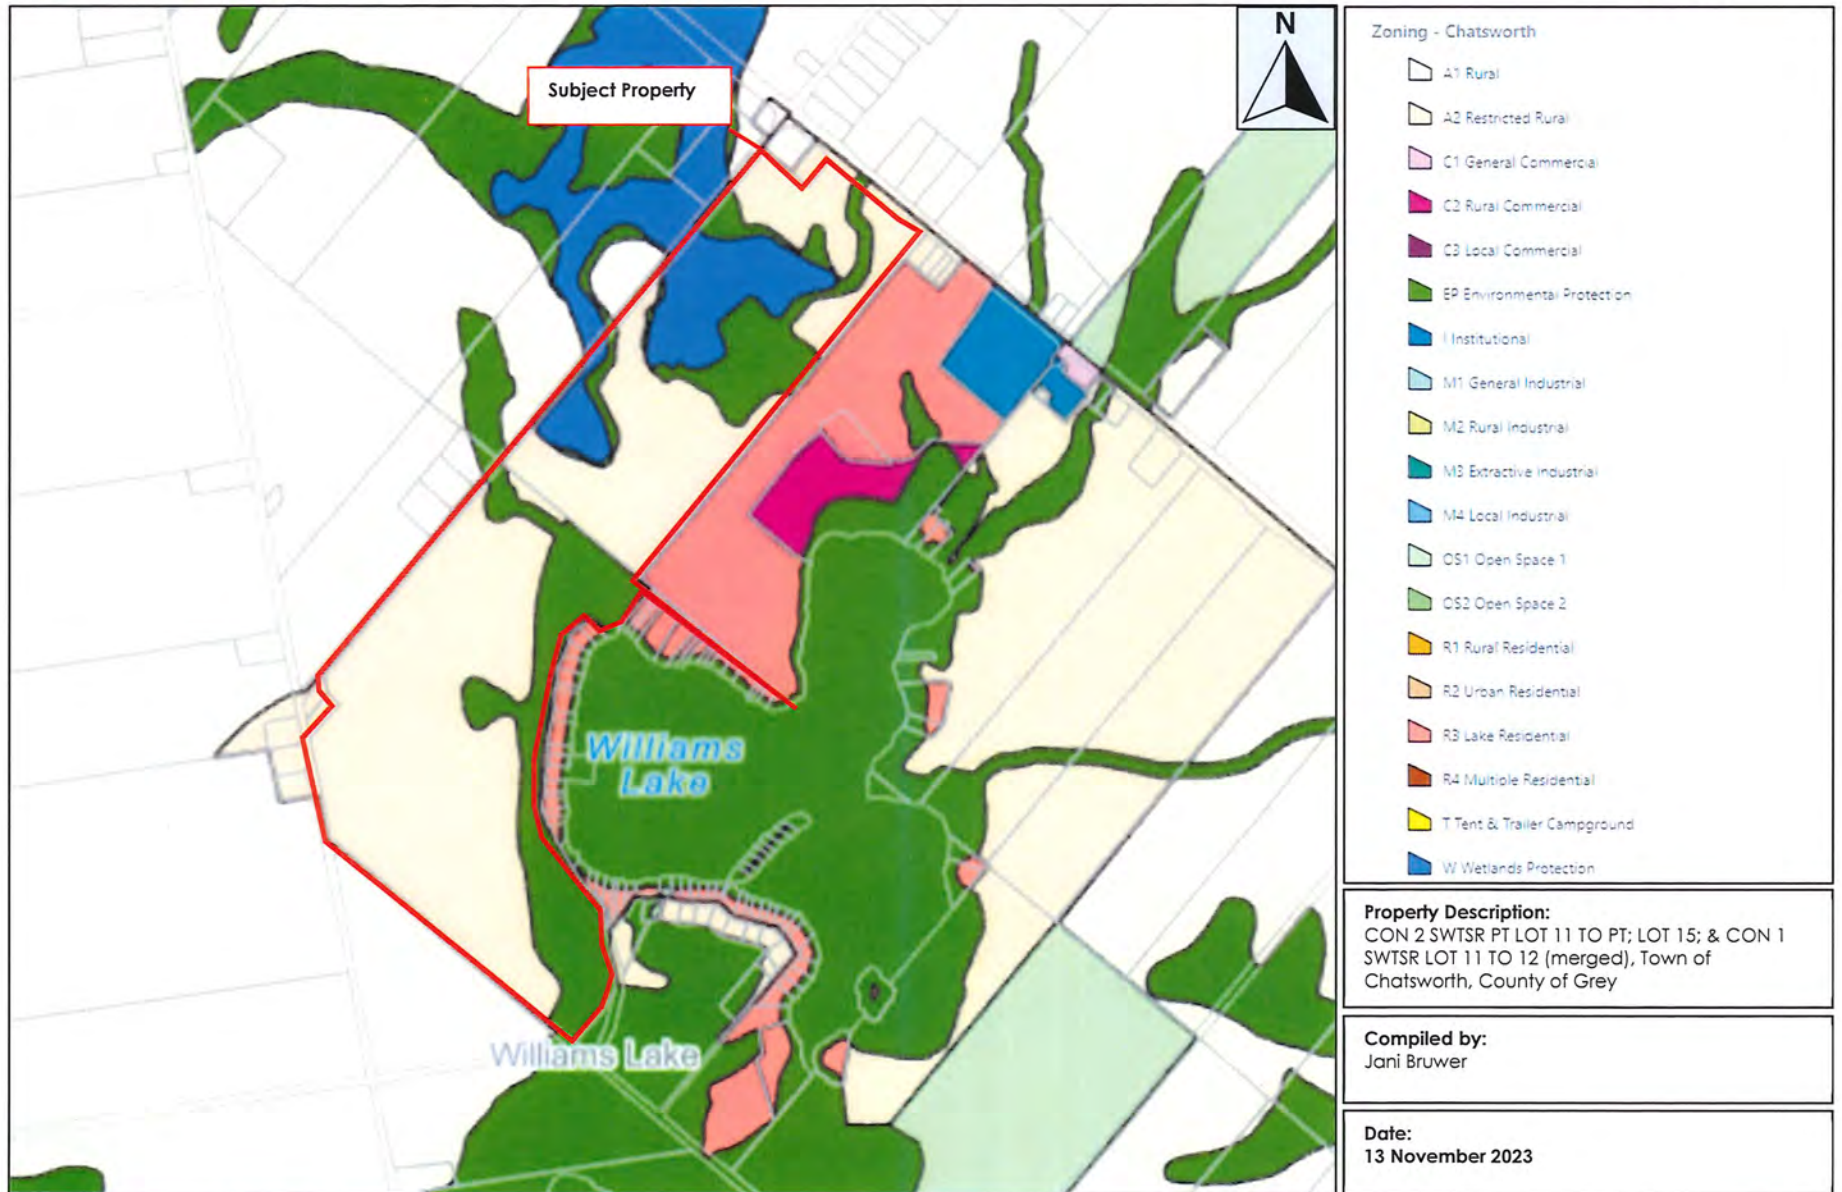 Subject Property
N
Williams
Lake
Williams Lake
Zoning - Chatsworth
A1 Rural
A2 Restricted Rural
C1 General Commercial
C2 Rural Commercial
C3 Local Commercial
EP Environmental Protection
I Institutional
M1 General Industrial
M2 Rural Industrial
M3 Extractive Industrial
M4 Local Industrial
OS1 Open Space 1
OS2 Open Space 2
R1 Rural Residential
R2 Urban Residential
R3 Lake Residential
R4 Multiple Residential
T Tent & Trailer Campground
W Wetlands Protection
Property Description:
CON 2 SWTSR PT LOT 11 TO PT; LOT 15; & CON 1
SWTSR LOT 11 TO 12 (merged), Town of
Chatsworth, County of Grey
Compiled by:
Jani Bruwer
Date:
13 November 2023